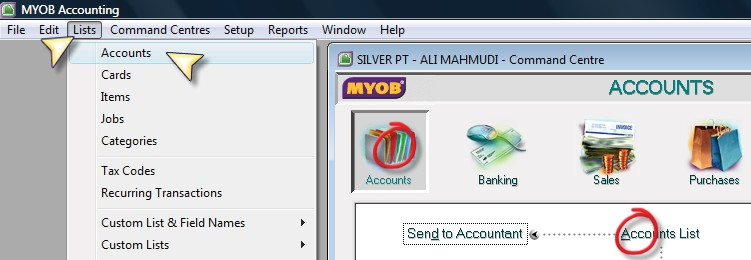 MYOB Accounting
File Edit Lists Command Centres Setup Reports Window Help
Accounts
Cards
Items
Jobs
Categories
Tax Codes
Recurring Transactions
Custom List & Field Names
Custom Lists
SILVER PT - ALI MAHMUDI - Command Centre
MYOB ACCOUNTS
INVOICE
Accounts Banking Sales Purchases
Send to Accountant Accounts List